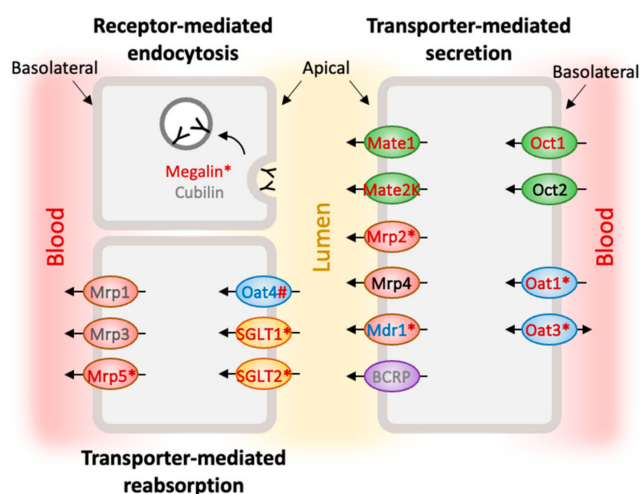 Receptor-mediated
endocytosis
Transporter-mediated
secretion
Basolateral
Apical
Basolateral
Megalin*
Cubilin
Blood
Lumen
Blood
Mate1
Mate2K
Mrp2*
Mrp4
Mdr1*
BCRP
Oct1
Oct2
Oat1*
Oat3*
Mrp1
Mrp3
Mrp5*
Oat4#
SGLT1*
SGLT2*
Transporter-mediated
reabsorption